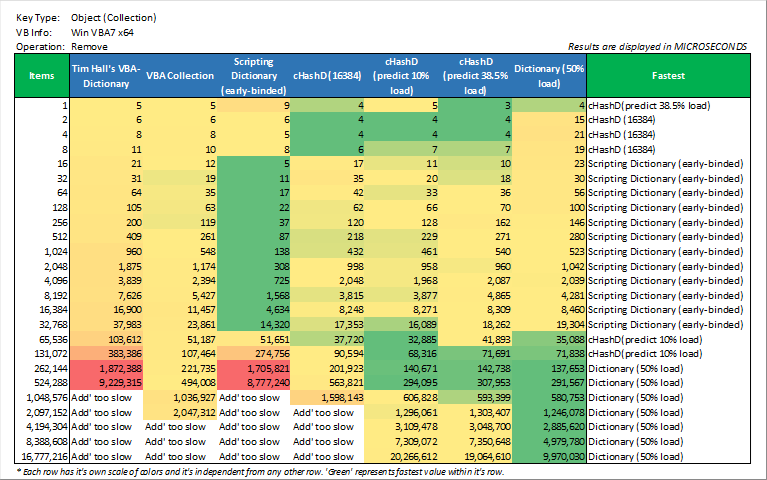 Key Type: Object (Collection)
VB Info: Win VBA7 x64
Operation: Remove
Results are displayed in MICROSECONDS
Items Tim Hall's VBA-Dictionary VBA Collection Scripting Dictionary (early-binded) cHashD (16384) cHashD (predict 10% load) cHashD (predict 38.5% load) Dictionary (50% load) Fastest
1 5 5 9 4 5 3 4 cHashD(predict 38.5% load)
2 6 6 6 4 4 4 15 cHashD (16384)
4 8 8 5 4 4 4 21 cHashD (16384)
8 11 10 8 6 7 7 19 cHashD (16384)
16 21 12 5 17 11 10 23 Scripting Dictionary (early-binded)
32 31 19 11 35 20 18 30 Scripting Dictionary (early-binded)
64 64 35 17 42 33 36 56 Scripting Dictionary (early-binded)
128 105 63 22 62 66 70 100 Scripting Dictionary (early-binded)
256 200 119 37 120 128 162 146 Scripting Dictionary (early-binded)
512 409 261 87 218 229 271 280 Scripting Dictionary (early-binded)
1,024 960 548 138 432 461 540 523 Scripting Dictionary (early-binded)
2,048 1,875 1,174 308 998 958 960 1,042 Scripting Dictionary (early-binded)
4,096 3,839 2,394 725 2,048 1,968 2,087 2,039 Scripting Dictionary (early-binded)
8,192 7,626 5,427 1,568 3,815 3,877 4,865 4,281 Scripting Dictionary (early-binded)
16,384 16,900 11,457 4,634 8,248 8,271 8,309 8,460 Scripting Dictionary (early-binded)
32,768 37,983 23,861 14,320 17,353 16,089 18,262 19,304 Scripting Dictionary (early-binded)
65,536 103,612 51,187 51,651 37,720 32,885 41,893 35,088 cHashD(predict 10% load)
131,072 383,386 107,464 274,756 90,594 68,316 71,691 71,838 cHashD(predict 10% load)
262,144 1,872,388 221,735 1,705,821 201,923 140,671 142,738 137,653 Dictionary (50% load)
524,288 9,229,315 494,008 8,777,240 563,821 294,095 307,953 291,567 Dictionary (50% load)
1,048,576 Add' too slow 1,036,927 Add' too slow 1,598,143 606,828 593,399 580,753 Dictionary (50% load)
2,097,152 Add' too slow 2,047,312 Add' too slow Add' too slow 1,296,061 1,303,407 1,246,078 Dictionary (50% load)
4,194,304 Add' too slow Add' too slow Add' too slow Add' too slow 3,109,478 3,048,700 2,885,620 Dictionary (50% load)
8,388,608 Add' too slow Add' too slow Add' too slow Add' too slow 7,309,072 7,350,648 4,979,780 Dictionary (50% load)
16,777,216 Add' too slow Add' too slow Add' too slow Add' too slow 20,266,612 19,064,610 9,970,030 Dictionary (50% load)
* Each row has it's own scale of colors and it's independent from any other row. 'Green' represents fastest value within it's row.